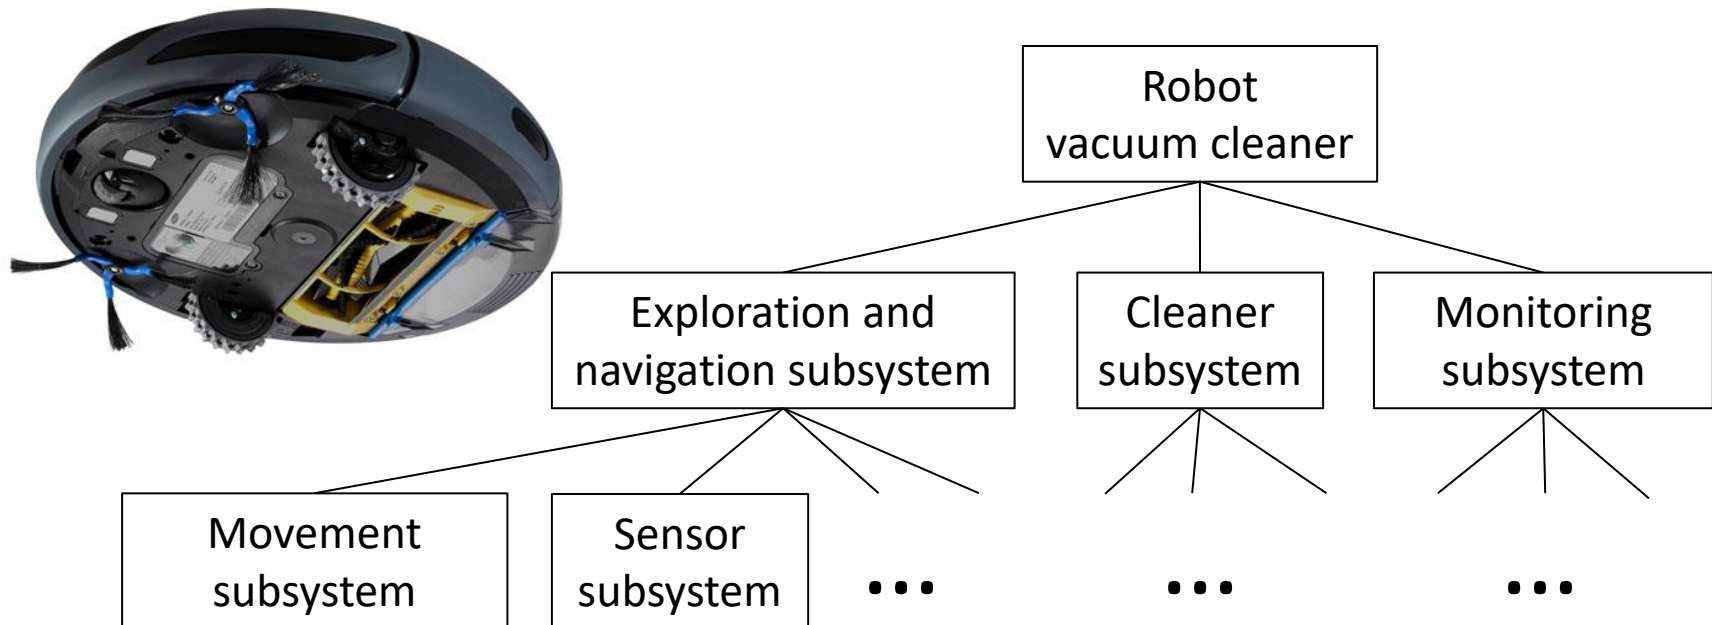 Robot
vacuum cleaner
Exploration and
navigation subsystem
Cleaner
subsystem
Monitoring
subsystem
Movement
subsystem
Sensor
subsystem
...
...
...